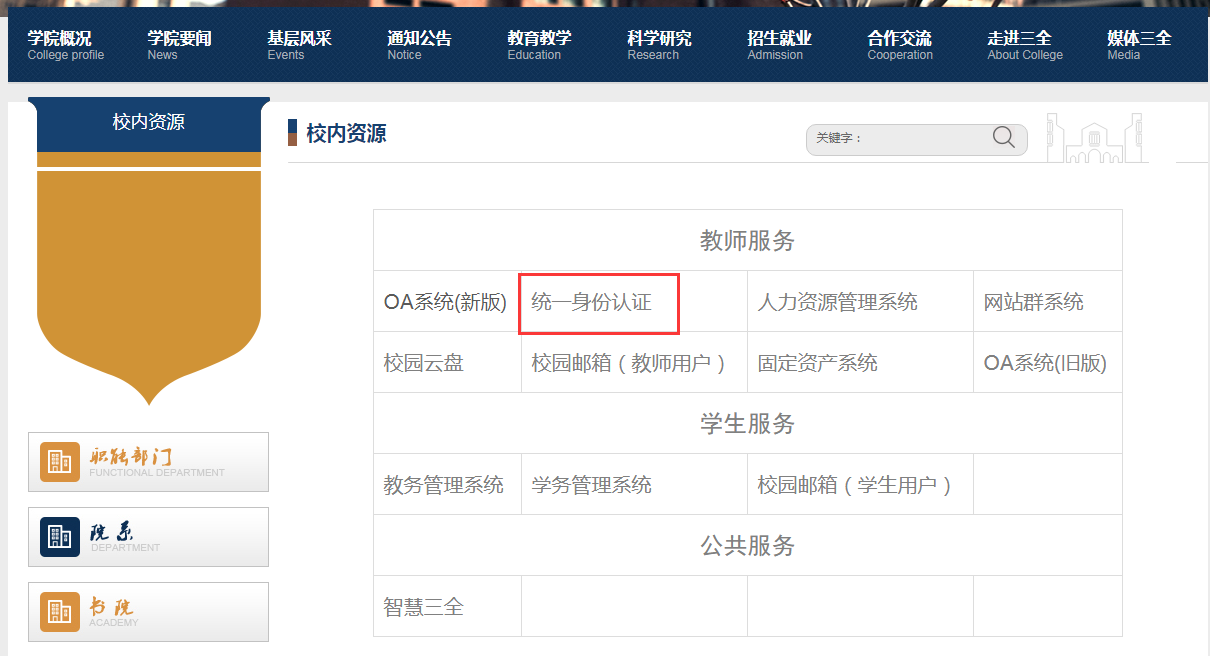 学院概况 学院要闻 基层风采 通知公告 教育教学 科学研究 招生就业 合作交流 走进三全 媒体三全
College profile News Events Notice Education Research Admission Cooperation About College Media
校内资源
校内资源
关键字：
教师服务
OA系统(新版) 统一身份认证 人力资源管理系统 网站群系统
校园云盘 校园邮箱（教师用户） 固定资产系统 OA系统(旧版)
学生服务
教务管理系统 学务管理系统 校园邮箱（学生用户）
公共服务
智慧三全
职能部门
FUNCTIONAL DEPARTMENT
院系
DEPARTMENT
书院
ACADEMY